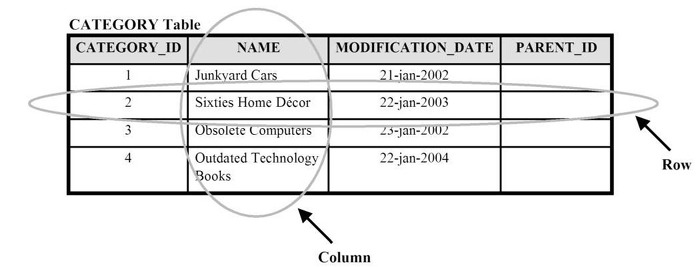 CATEGORY Table
CATEGORY_ID NAME MODIFICATION_DATE PARENT_ID
1 Junkyard Cars 21-jan-2002
2 Sixties Home Décor 22-jan-2003
3 Obsolete Computers 23-jan-2002
4 Outdated Technology 22-jan-2004
Books
Row
Column